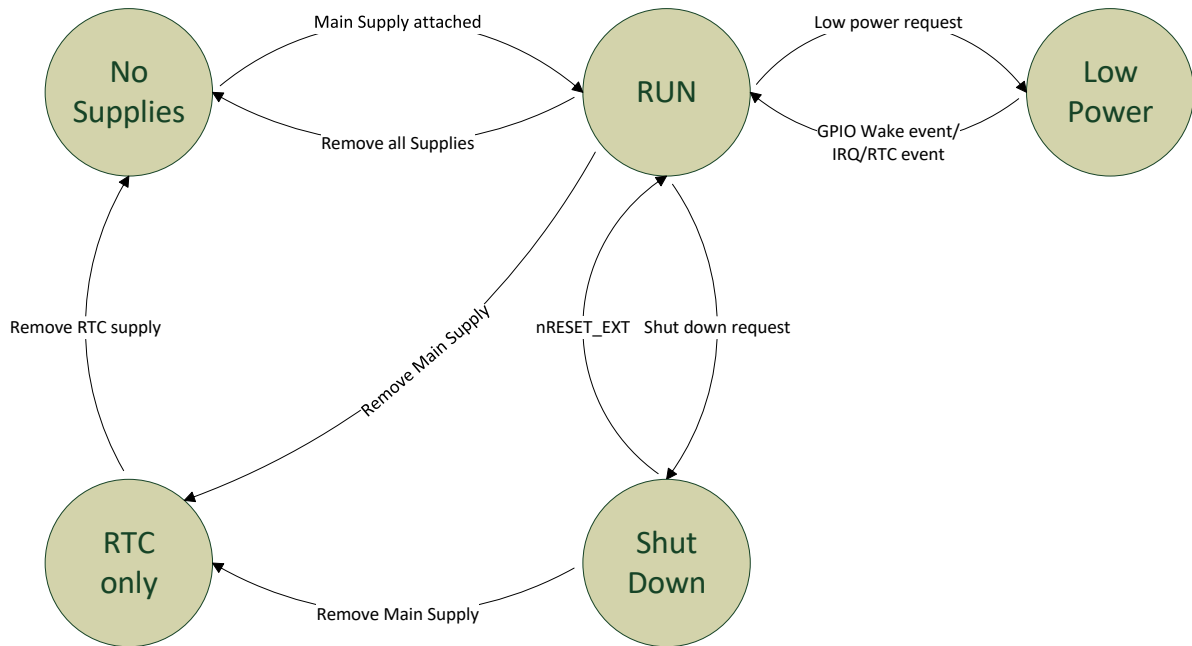 Main Supply attached
Low power request
No
Supplies
RUN
Low
Power
Remove all Supplies
GPIO Wake event/
IRQ/RTC event
Remove RTC supply
Remove Main Supply
nRESET_EXT
Shut down request
RTC
only
Shut
Down
Remove Main Supply